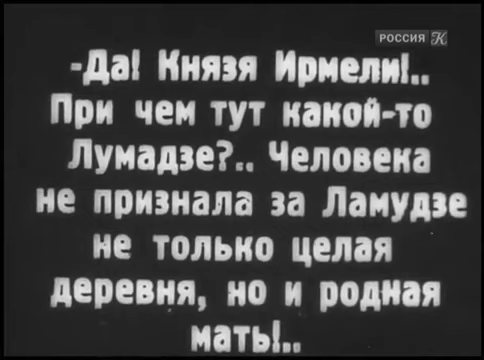 РОССИЯ К
-Да! Князя Ирмели!..
При чем тут какой-то
Лумадзе?.. Человека
не признала за Ламудзе
не только целая
деревня, но и родная
мать!..